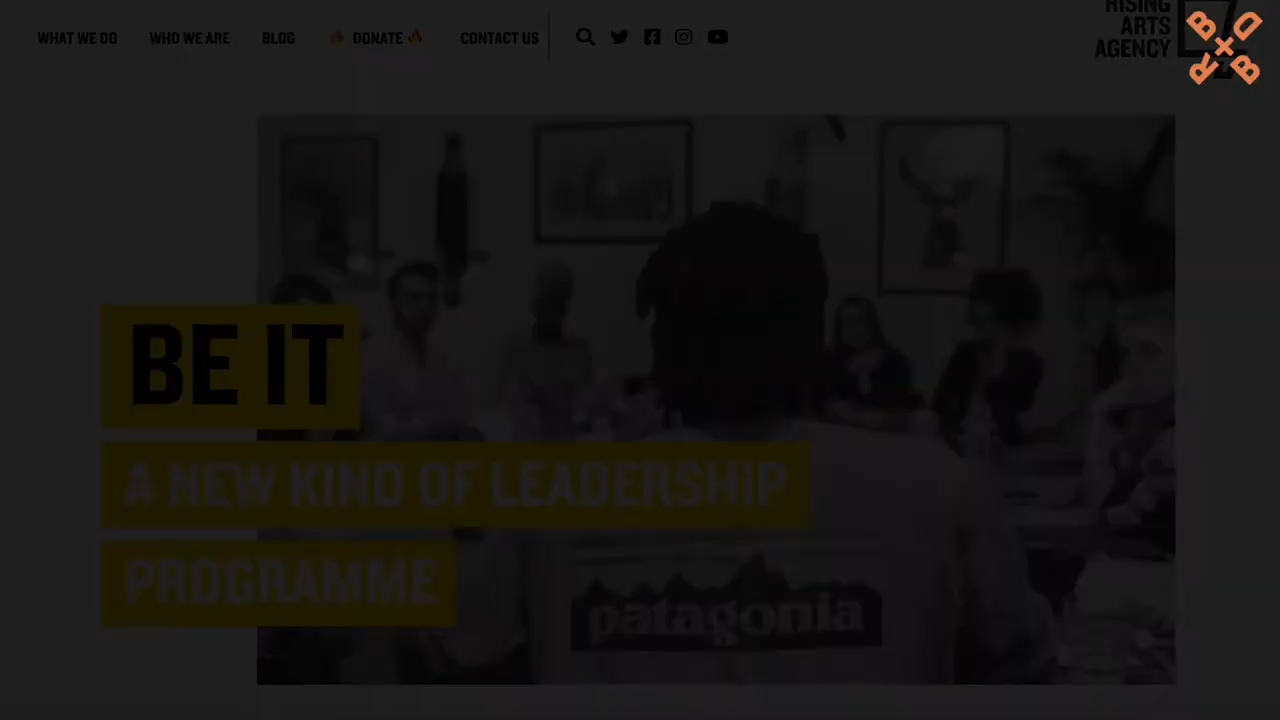 WHAT WE DO
WHO WE ARE
BLOG
DONATE
CONTACT US
RISING
ARTS
AGENCY
B D
R B
BE IT
A NEW KIND OF LEADERSHIP
PROGRAMME
patagonia